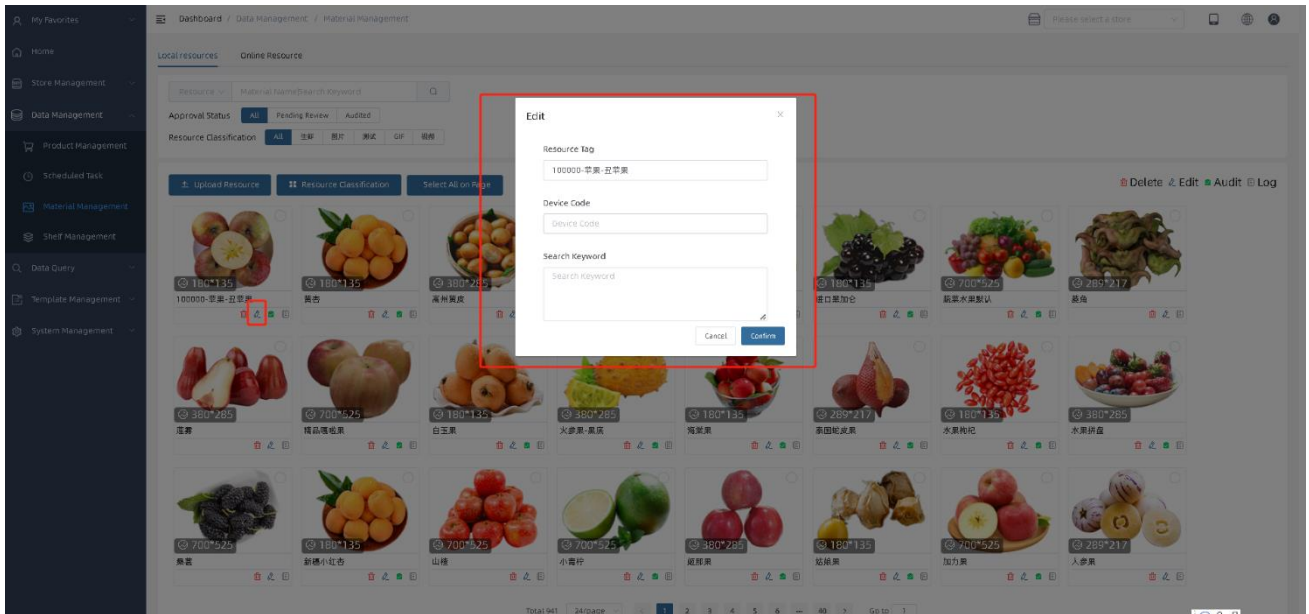 My Favorites
Dashboard / Data Management / Material Management
Please select a store
Home
Local resources
Online Resource
Store Management
Resource
Material Name/Search Keyword
Data Management
Approval Status
All
Pending Review
Audited
Resource Classification
All
生鲜
图片
测试
GIF
视频
Product Management
Scheduled Task
Upload Resource
Resource Classification
Select All on Page
Delete
Edit
Audit
Log
Material Management
Shelf Management
Data Query
Template Management
System Management
Edit
Resource Tag
100000-苹果-丑苹果
Device Code
Device Code
Search Keyword
Search Keyword
Cancel
Confirm
180*135
180*135
380*285
180*135
700*525
289*217
100000-苹果-丑苹果
黄杏
高州黄皮
进口黑加仑
蔬菜水果默认
菱角
380*285
700*525
180*135
380*285
180*135
289*217
180*135
380*285
莲雾
精品嘎啦果
白玉果
火参果-黑底
泰国蛇皮果
水果枸杞
水果拼盘
700*525
180*135
700*525
700*525
380*285
180*135
700*525
289*217
桑葚
新疆小红杏
山楂
小青柠
姑娘果
加力果
人参果
Total 941
24/page
1
2
3
4
5
6
40
Go to
1